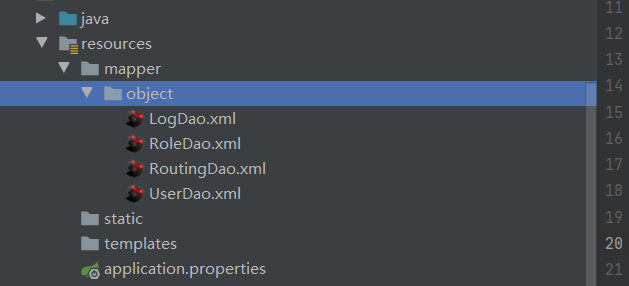 java
resources
mapper
object
LogDao.xml
RoleDao.xml
RoutingDao.xml
UserDao.xml
static
templates
application.properties
11
12
13
14
15
16
17
18
19
20
21